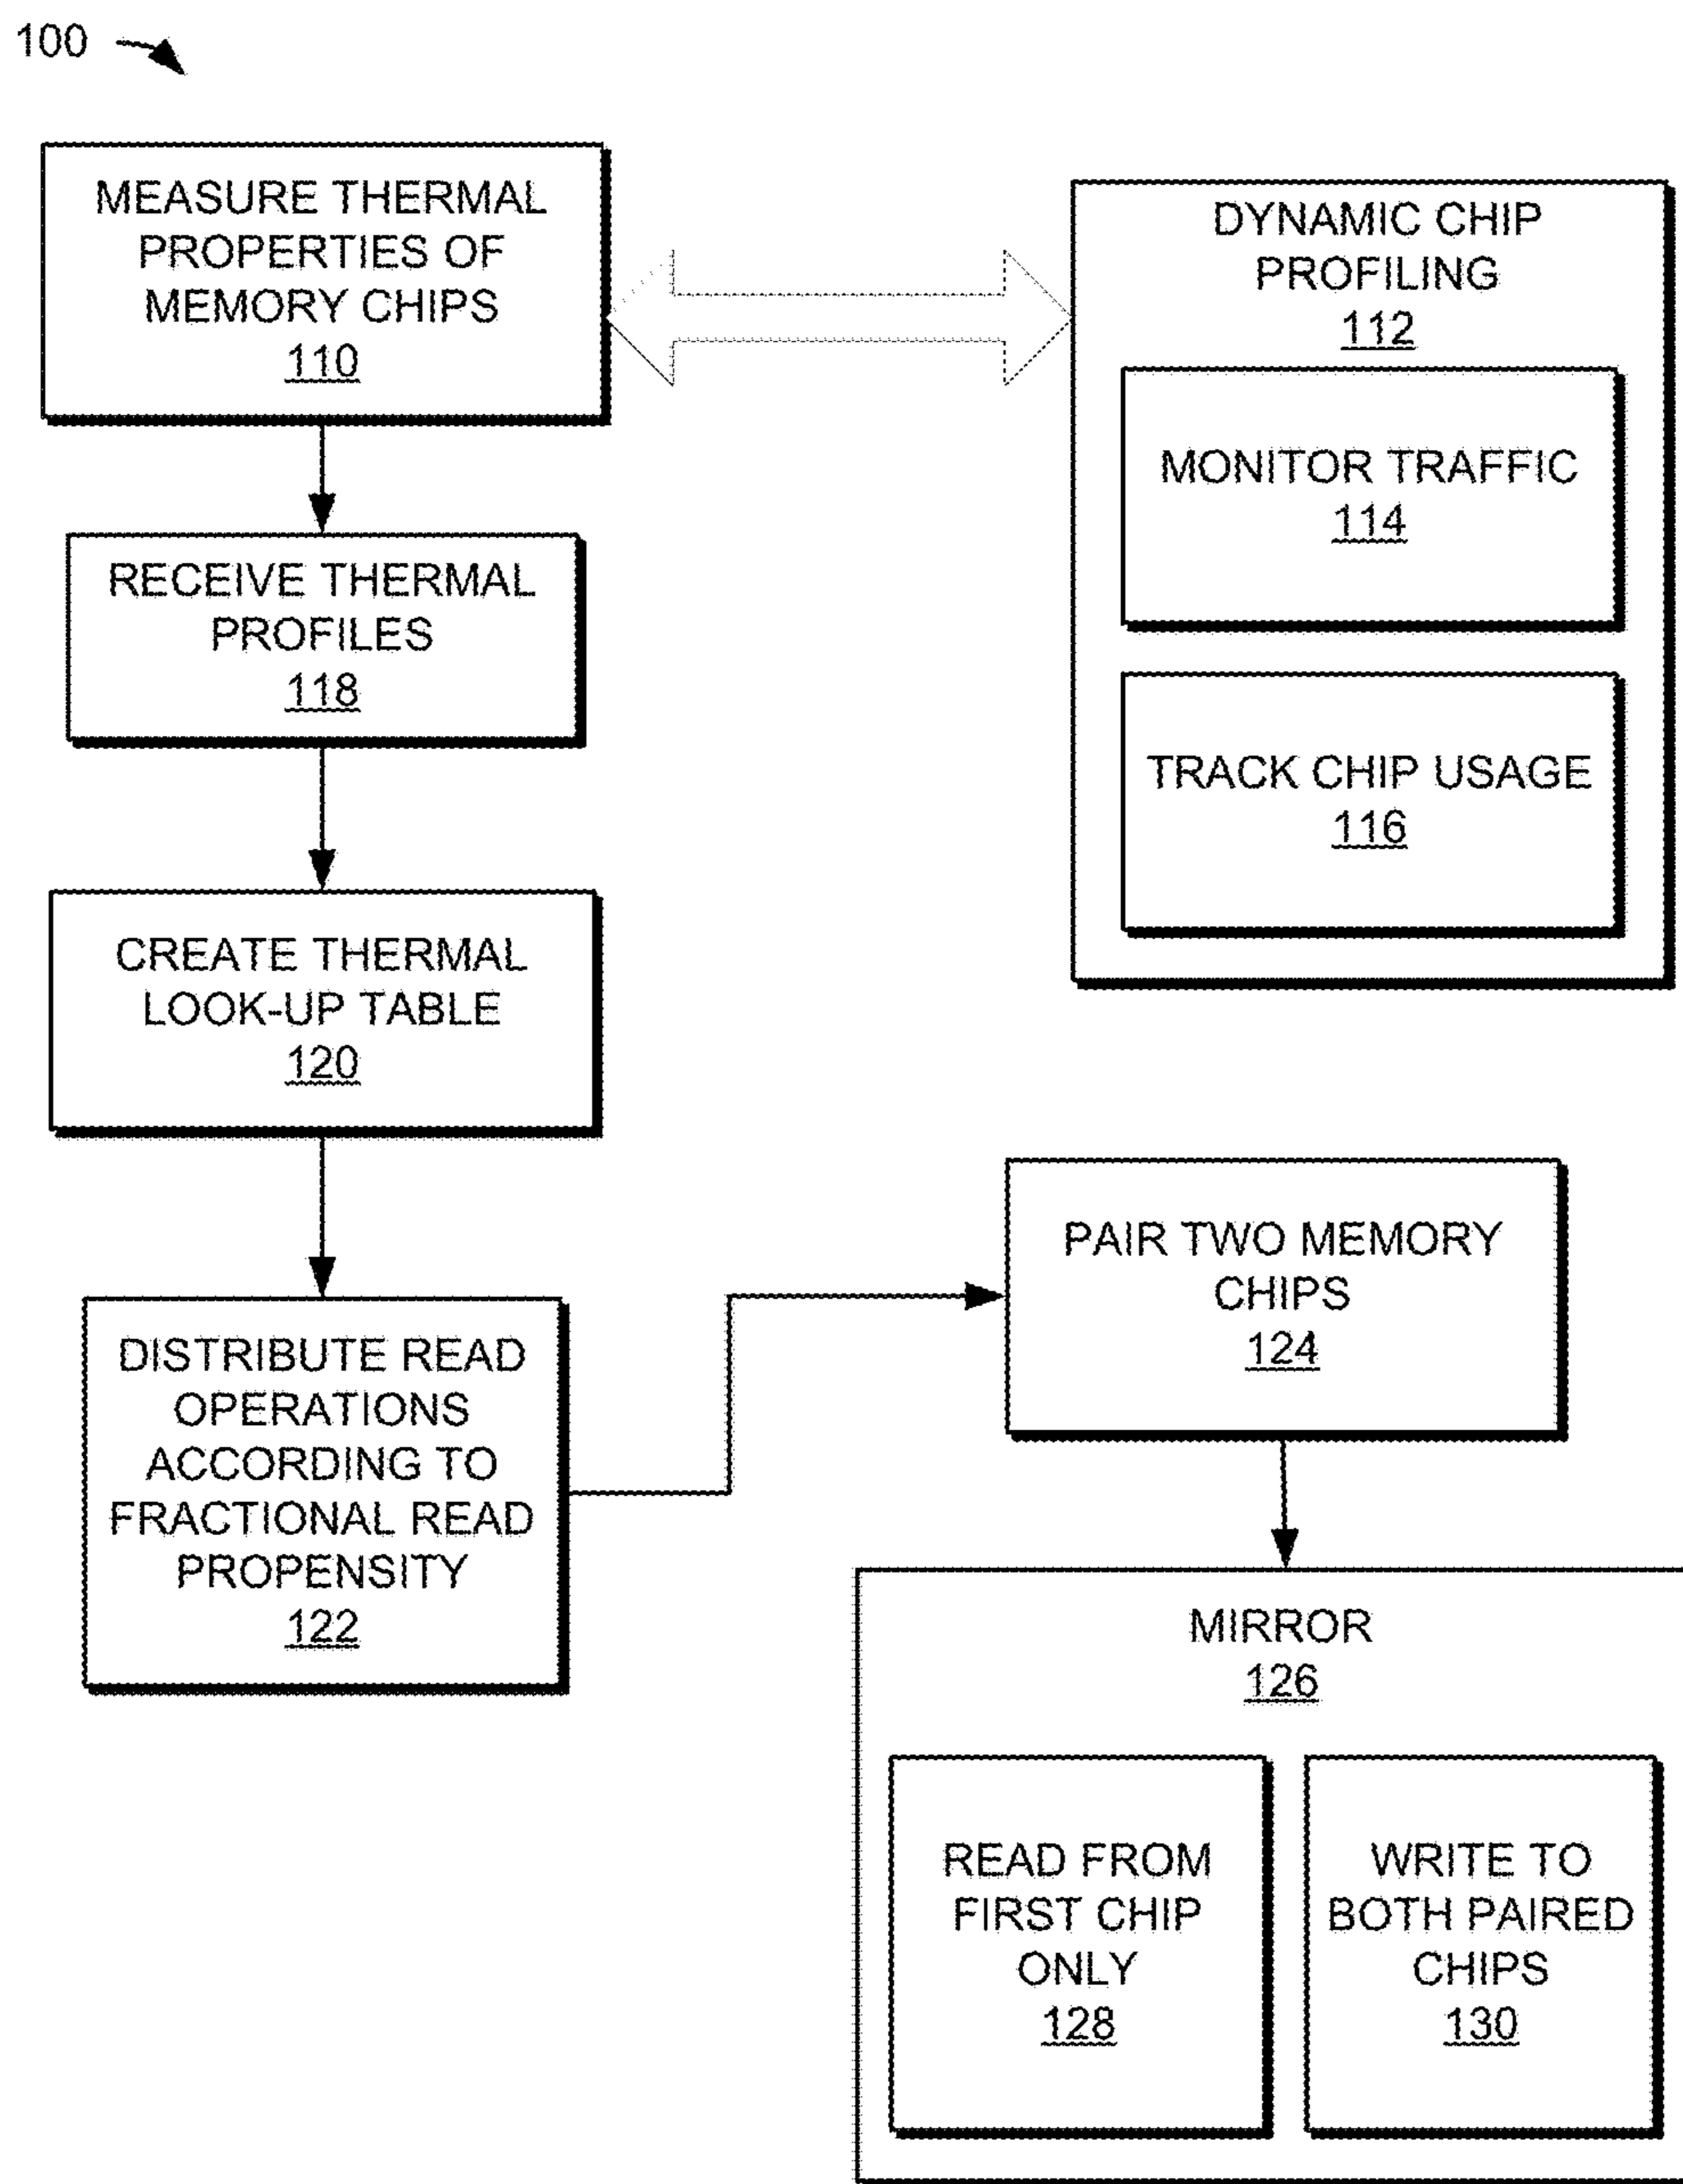 100
MEASURE THERMAL
PROPERTIES OF
MEMORY CHIPS
110
DYNAMIC CHIP
PROFILING
112
MONITOR TRAFFIC
114
TRACK CHIP USAGE
116
RECEIVE THERMAL
PROFILES
118
CREATE THERMAL
LOOK-UP TABLE
120
DISTRIBUTE READ
OPERATIONS
ACCORDING TO
FRACTIONAL READ
PROPENSITY
122
PAIR TWO MEMORY
CHIPS
124
MIRROR
126
READ FROM
FIRST CHIP
ONLY
128
WRITE TO
BOTH PAIRED
CHIPS
130